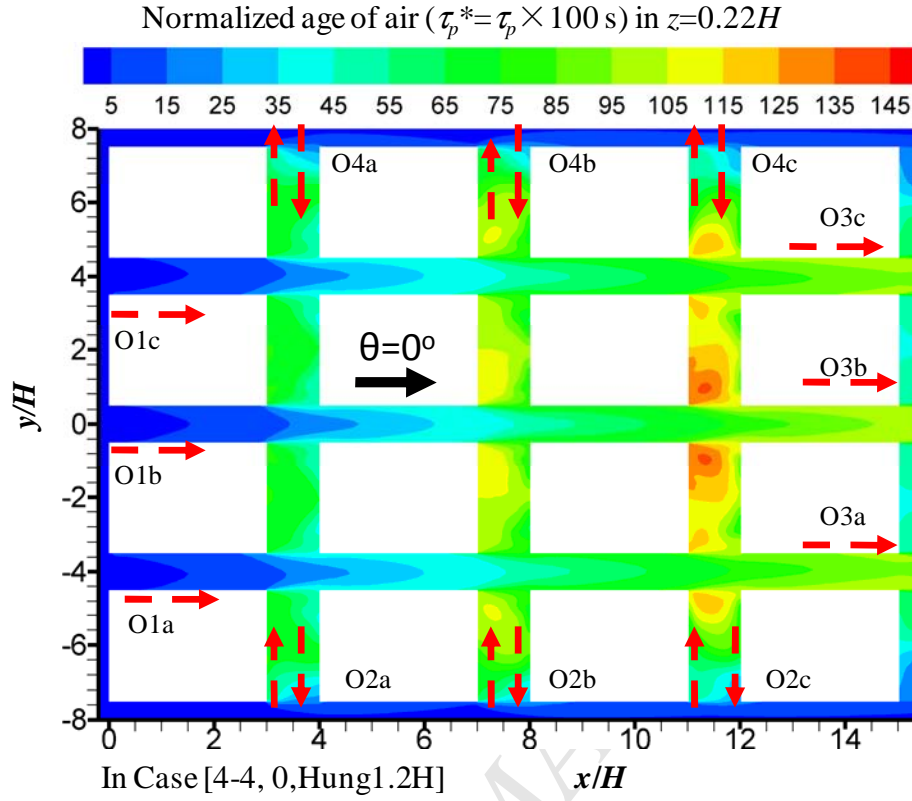 Normalized age of air (τp*=τp×100 s) in z=0.22H
5 15 25 35 45 55 65 75 85 95 105 115 125 135 145
8
O4a O4b O4c
6
O3c
4
O1c
θ=0º
2
O3b
y/H
0
O1b
-2
O3a
-4
O1a
-6
O2a O2b O2c
-8
0 2 4 6 8 10 12 14
In Case [4-4, 0,Hung1.2H] x/H